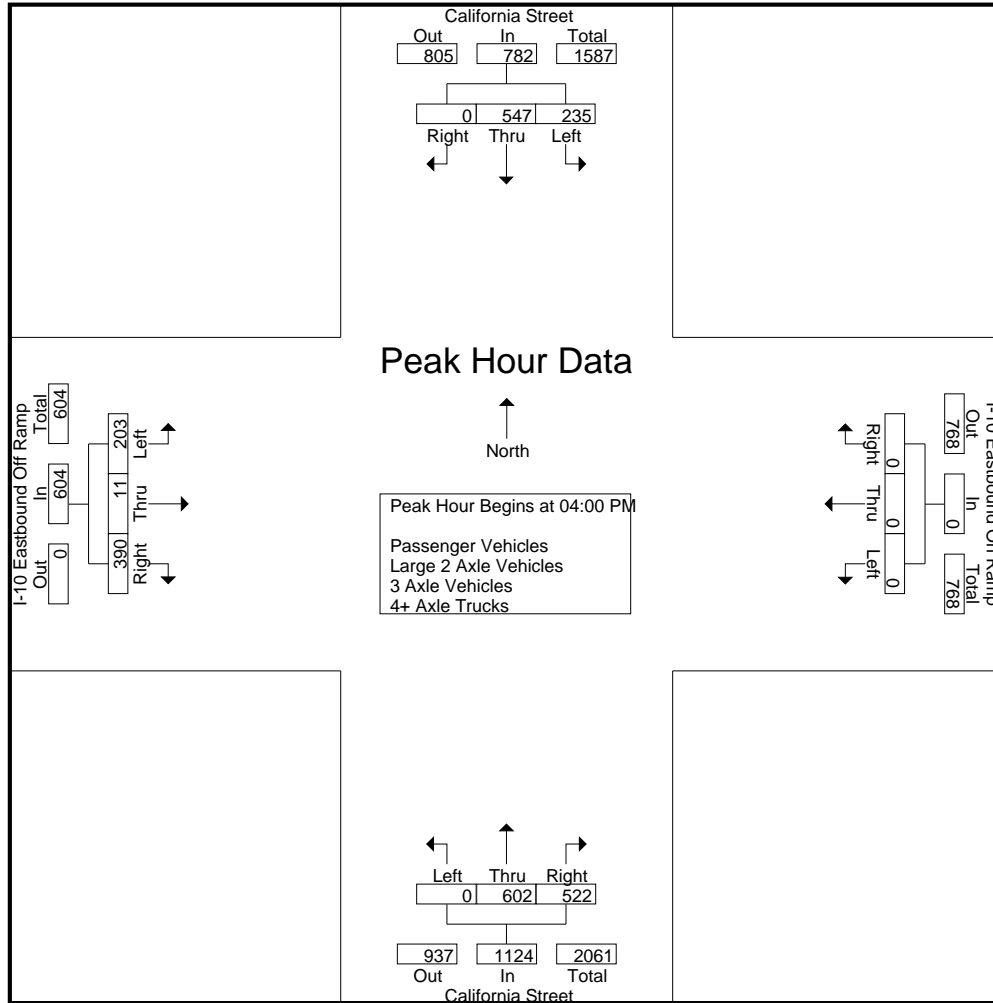 California Street
Out In Total
805 782 1587
0 547 235
Right Thru Left
Peak Hour Data
North
Peak Hour Begins at 04:00 PM
Passenger Vehicles
Large 2 Axle Vehicles
3 Axle Vehicles
4+ Axle Trucks
I-10 Eastbound Off Ramp
Out In Total
0 604 604
203 11 390
Left Thru Right
I-10 Eastbound On Ramp
Out In Total
768 0 768
0 0 0
Right Thru Left
Left Thru Right
0 602 522
937 1124 2061
Out In Total
California Street